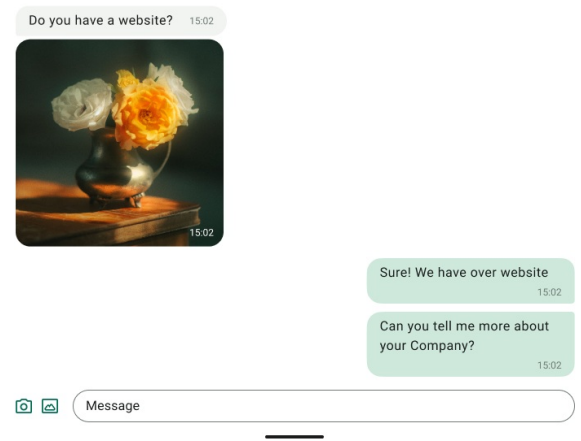 Do you have a website? 15:02
15:02
Sure! We have over website
15:02
Can you tell me more about
your Company?
15:02
Message